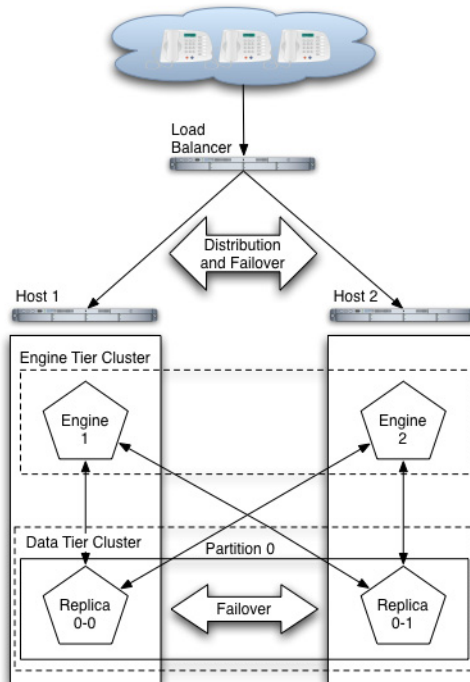 Load
Balancer
Distribution
and Failover
Host 1
Host 2
Engine Tier Cluster
Engine
1
Engine
2
Data Tier Cluster
Partition 0
Replica
0-0
Failover
Replica
0-1